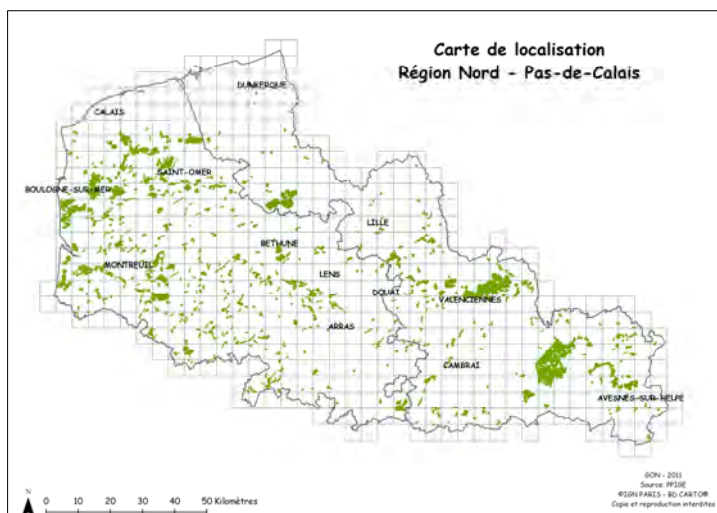 Carte de localisation
Région Nord - Pas-de-Calais
DUNKERQUE
CALAIS
SAINT-OMER
BOULOGNE-SUR-MER
LILLE
BETHUNE
MONTREUIL
LENS
DOUAI
VALENCIENNES
ARRAS
CAMBRAI
AVESNES-SUR-HELPE
GON - 2011
Source: PPIGE
©IGN PARIS - BD CARTO®
Copie et reproduction interdites
N
0 10 20 30 40 50 Kilomètres